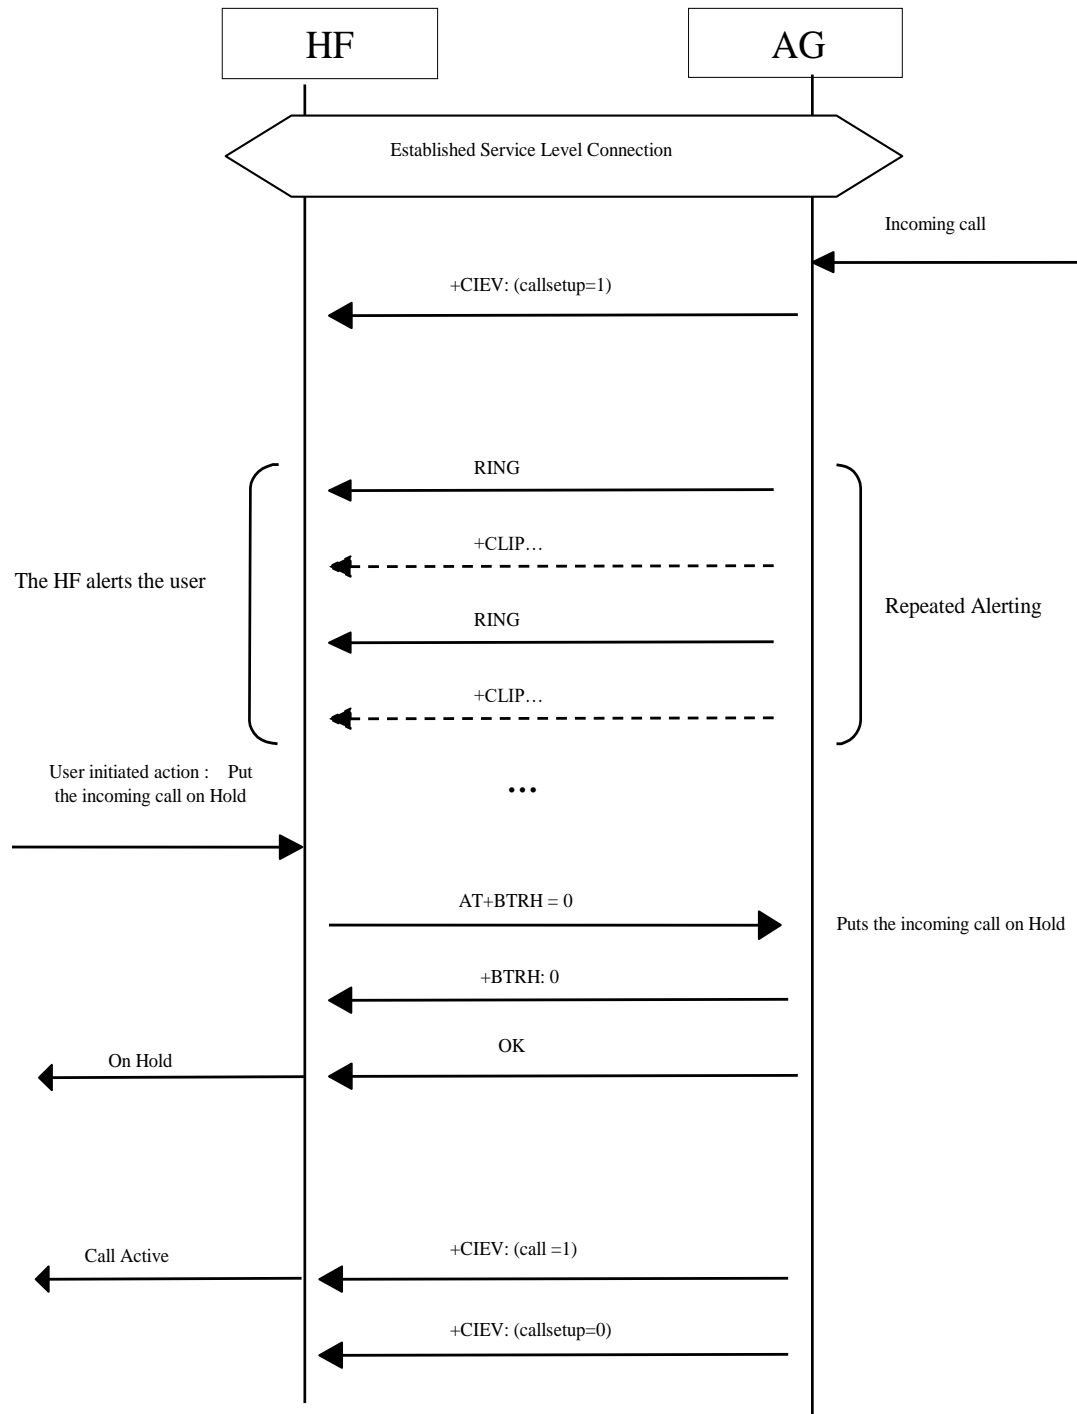 HF
AG
Established Service Level Connection
Incoming call
+CIEV: (callsetup=1)
RING
+CLIP…
The HF alerts the user
Repeated Alerting
RING
+CLIP…
User initiated action : Put
the incoming call on Hold
...
AT+BTRH = 0
Puts the incoming call on Hold
+BTRH: 0
OK
On Hold
+CIEV: (call =1)
Call Active
+CIEV: (callsetup=0)